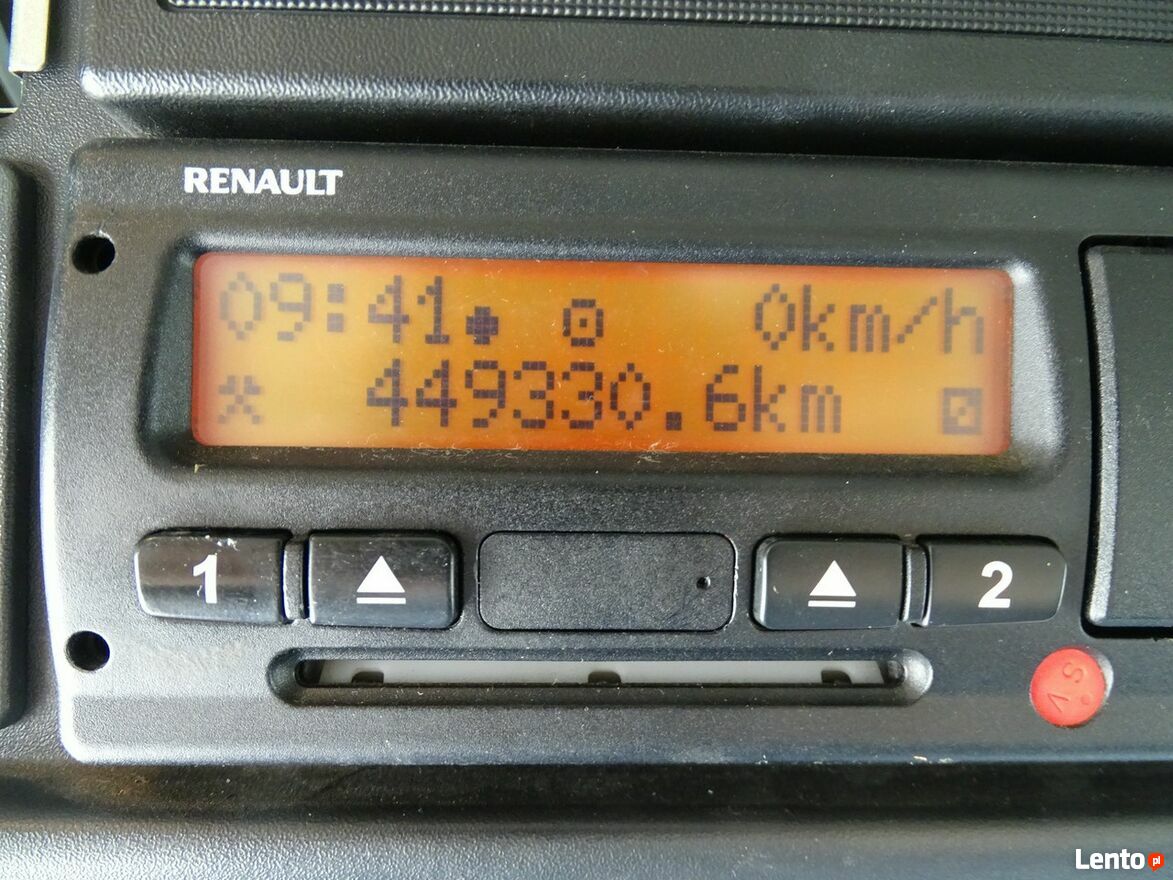 RENAULT
09:41 0km/h
449330.6km
1 2
Lento pl